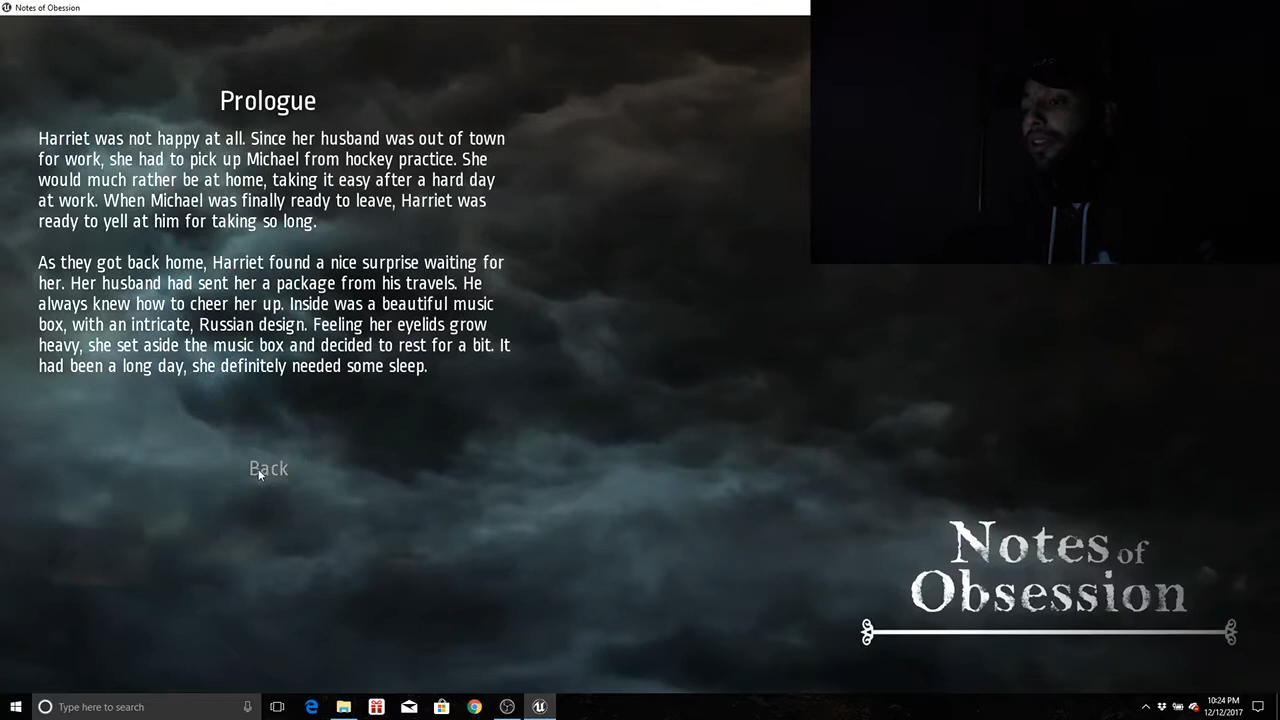 Notes of Obession
Prologue
Harriet was not happy at all. Since her husband was out of town
for work, she had to pick up Michael from hockey practice. She
would much rather be at home, taking it easy after a hard day
at work. When Michael was finally ready to leave, Harriet was
ready to yell at him for taking so long.
As they got back home, Harriet found a nice surprise waiting for
her. Her husband had sent her a package from his travels. He
always knew how to cheer her up. Inside was a beautiful music
box, with an intricate, Russian design. Feeling her eyelids grow
heavy, she set aside the music box and decided to rest for a bit. It
had been a long day, she definitely needed some sleep.
Back
Notes of
Obsession
Type here to search
10:24 PM
12/12/2017